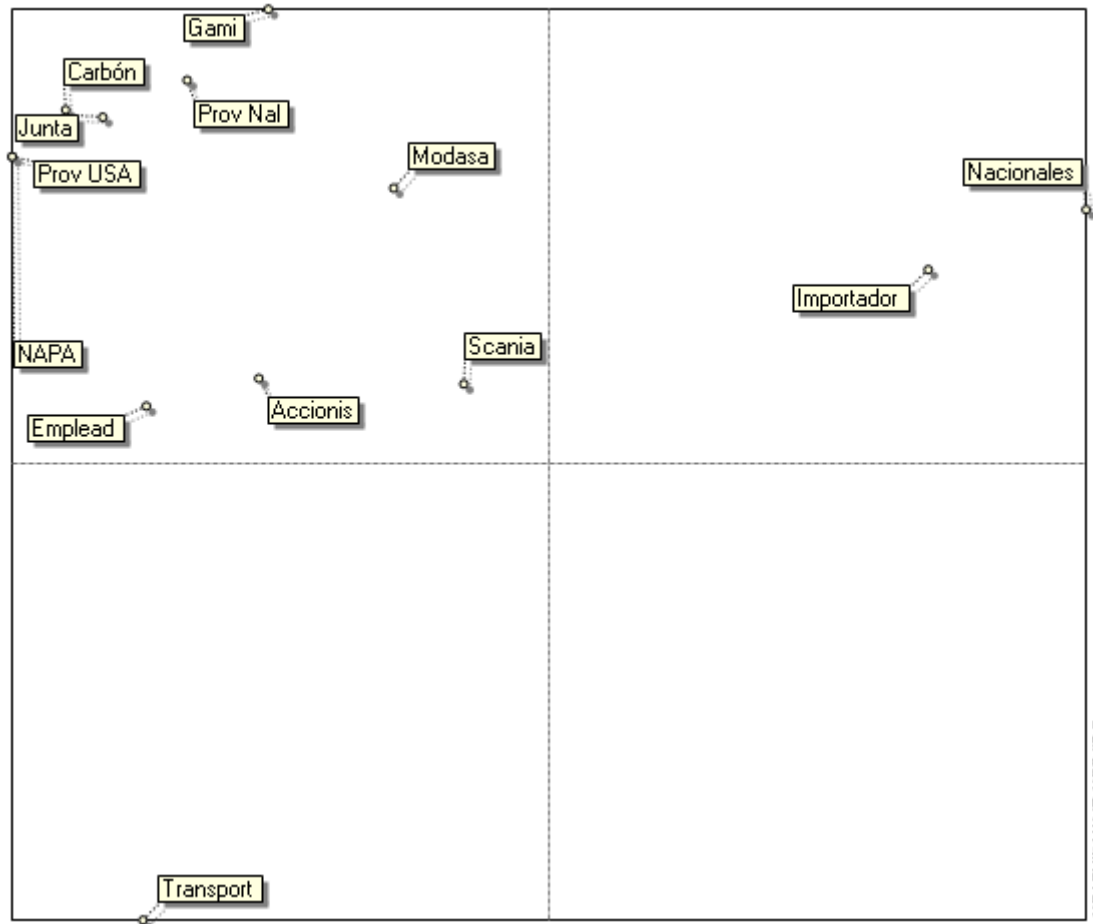 Gami
Carbón
Prov Nal
Junta
Modasa
Prov USA
Nacionales
Importador
Scania
NAPA
Accionis
Emplead
Transport